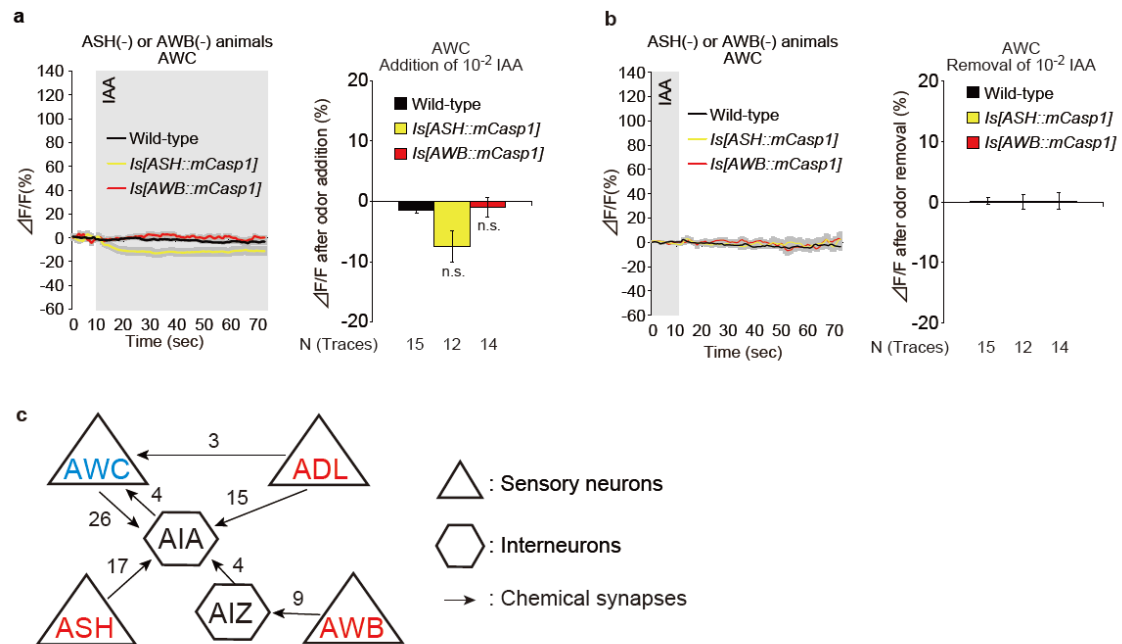 a
ASH(-) or AWB(-) animals
AWC
140
120
100
80
60
40
20
0
-20
-40
-60
⊿F/F(%)
IAA
Wild-type
Is[ASH::mCasp1]
Is[AWB::mCasp1]
0 10 20 30 40 50 60 70
Time (sec)
AWC
Addition of 10-2 IAA
20
10
0
-10
-20
⊿F/F after odor addition (%)
Wild-type
Is[ASH::mCasp1]
Is[AWB::mCasp1]
n.s.
n.s.
N (Traces) 15 12 14
b
ASH(-) or AWB(-) animals
AWC
140
120
100
80
60
40
20
0
-20
-40
-60
⊿F/F(%)
IAA
Wild-type
Is[ASH::mCasp1]
Is[AWB::mCasp1]
0 10 20 30 40 50 60 70
Time (sec)
AWC
Removal of 10-2 IAA
20
10
0
-10
-20
⊿F/F after odor removal (%)
Wild-type
Is[ASH::mCasp1]
Is[AWB::mCasp1]
N (Traces) 15 12 14
c
3
AWC
ADL
4
15
26
AIA
17
4
AIZ
9
ASH
AWB
: Sensory neurons
: Interneurons
: Chemical synapses